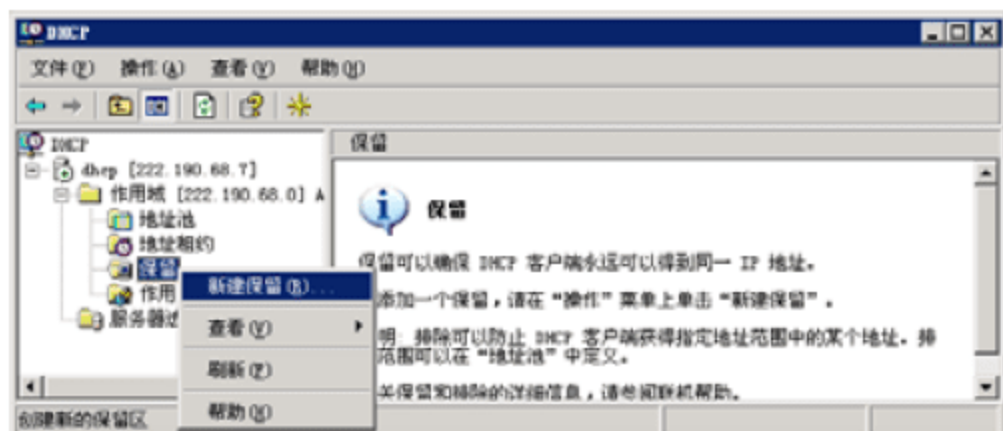 DHCP
文件(F) 操作(A) 查看(V) 帮助(H)
DHCP
dhcp [222.190.68.7]
作用域 [222.190.68.0] A
地址池
地址租约
保留
作用
服务器选
新建保留(R)...
查看(V)
刷新(F)
帮助(H)
保留
保留
保留可以确保 DHCP 客户端永远可以得到同一 IP 地址。
添加一个保留，请在“操作”菜单上单击“新建保留”。
明: 排除可以防止 DHCP 客户端获得指定地址范围中的某个地址。排
范围可以在“地址池”中定义。
关保留和排除的详细信息，请参阅联机帮助。
创建新的保留区